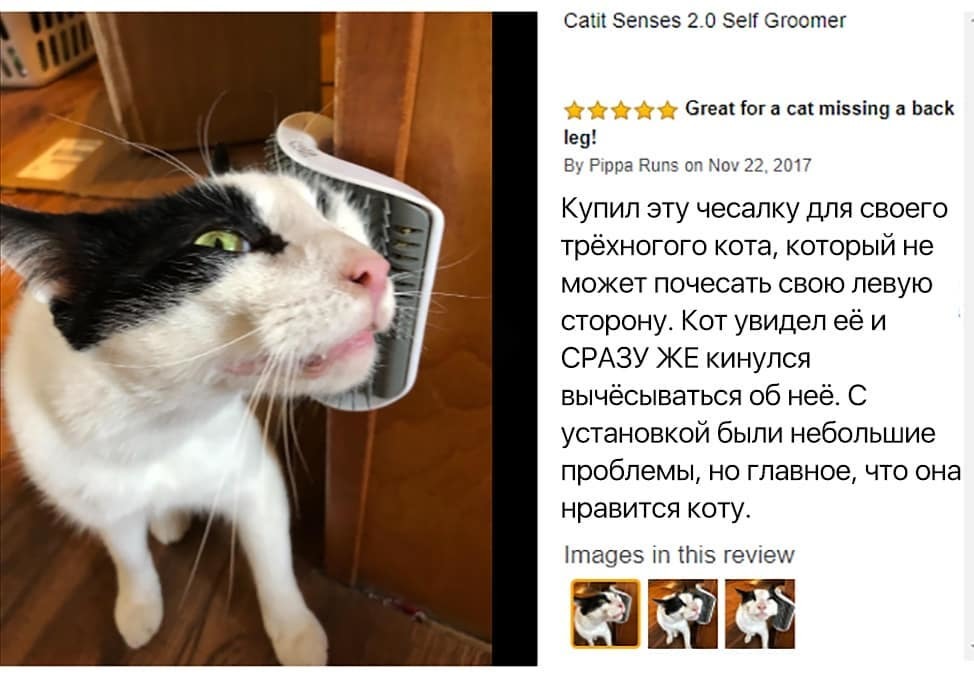 Catit Senses 2.0 Self Groomer
Great for a cat missing a back
leg!
By Pippa Runs on Nov 22, 2017
Купил эту чесалку для своего
трёхногого кота, который не
может почесать свою левую
сторону. Кот увидел её и
СРАЗУ ЖЕ кинулся
вычёсываться об неё. С
установкой были небольшие
проблемы, но главное, что она
нравится коту.
Images in this review